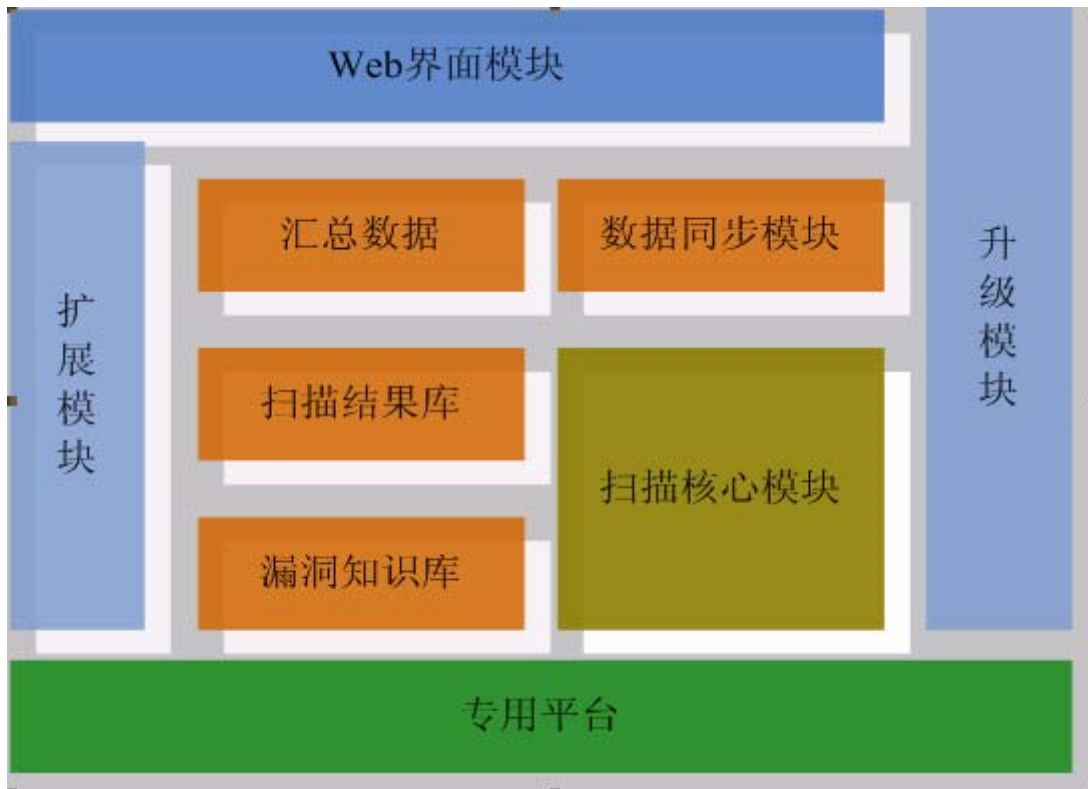 Web界面模块
汇总数据
数据同步模块
升级模块
扩展模块
扫描结果库
扫描核心模块
漏洞知识库
专用平台